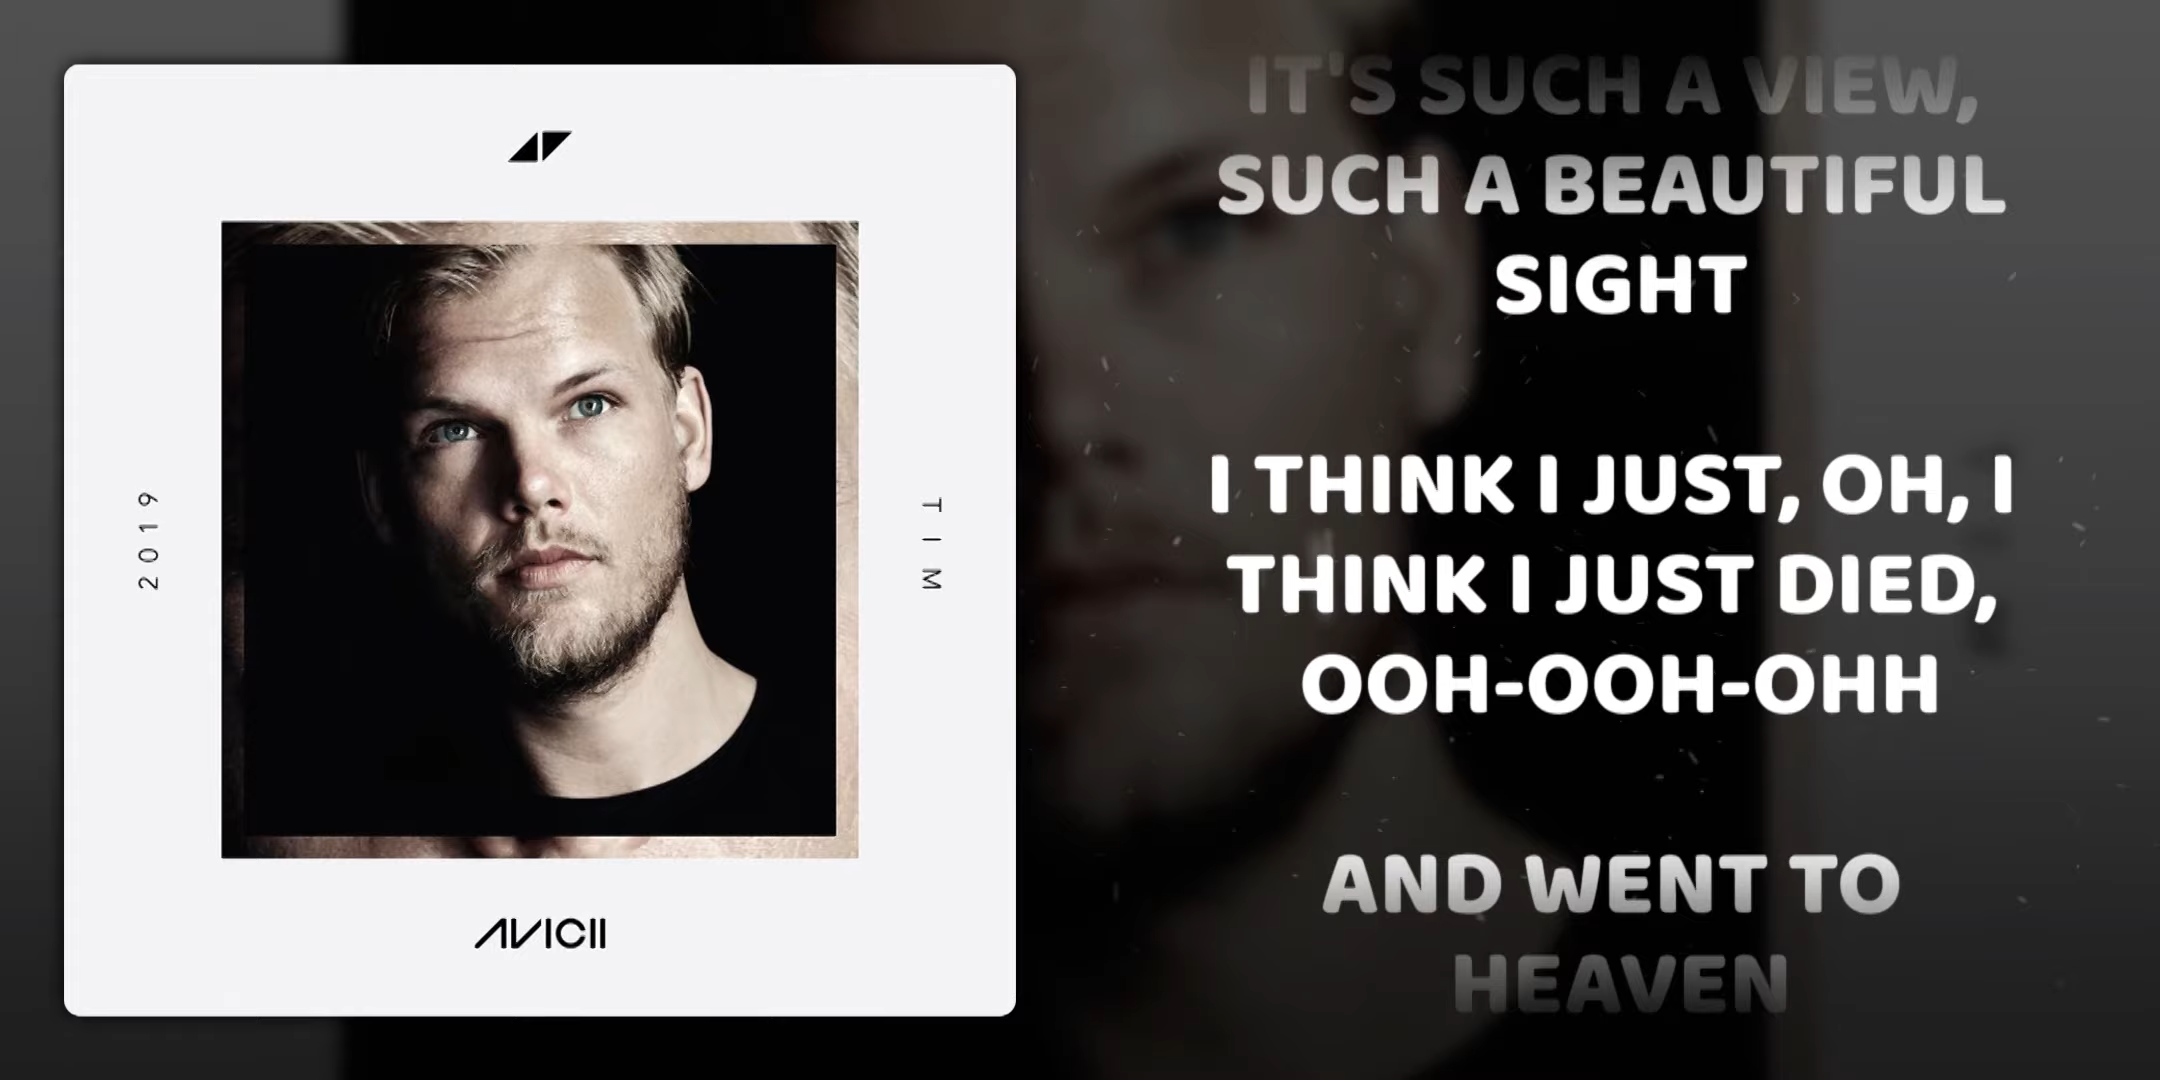 2019
TIM
AVICII
IT'S SUCH A VIEW,
SUCH A BEAUTIFUL
SIGHT
I THINK I JUST, OH, I
THINK I JUST DIED,
OOH-OOH-OHH
AND WENT TO
HEAVEN